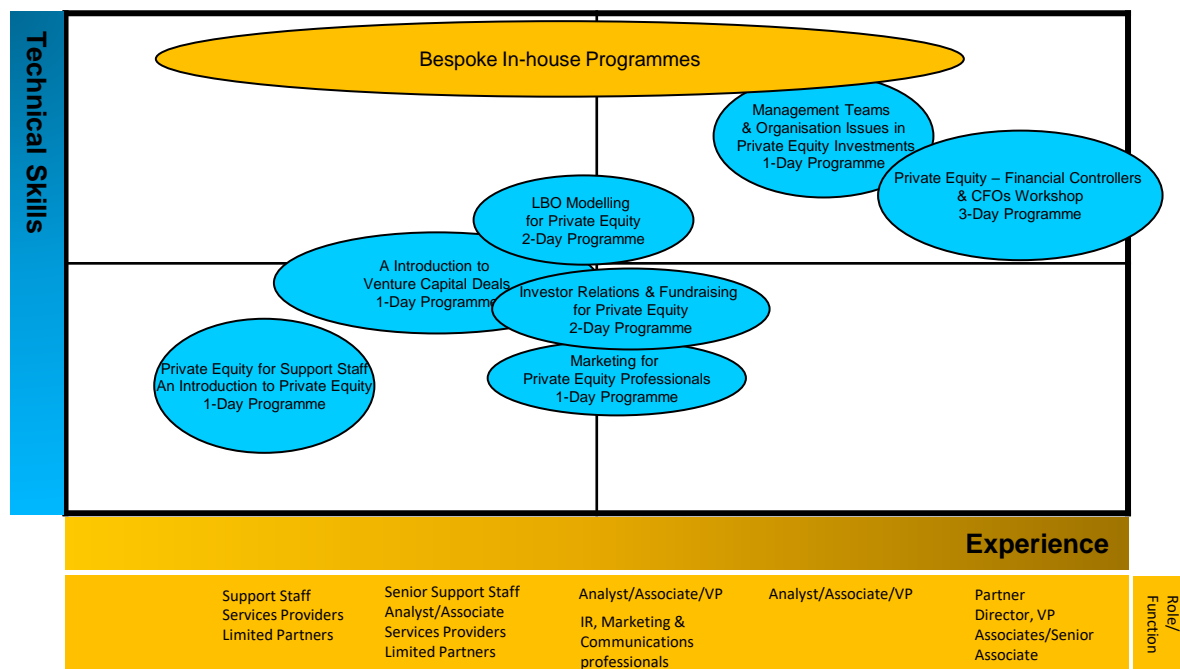 Technical Skills
Bespoke In-house Programmes
Management Teams
& Organisation Issues in
Private Equity Investments
1-Day Programme
Private Equity – Financial Controllers
& CFOs Workshop
3-Day Programme
LBO Modelling
for Private Equity
2-Day Programme
A Introduction to
Venture Capital Deals
1-Day Programme
Investor Relations & Fundraising
for Private Equity
2-Day Programme
Marketing for
Private Equity Professionals
1-Day Programme
Private Equity for Support Staff
An Introduction to Private Equity
1-Day Programme
Experience
Support Staff
Services Providers
Limited Partners
Senior Support Staff
Analyst/Associate
Services Providers
Limited Partners
Analyst/Associate/VP
IR, Marketing &
Communications
professionals
Analyst/Associate/VP
Partner
Director, VP
Associates/Senior
Associate
Role/
Function